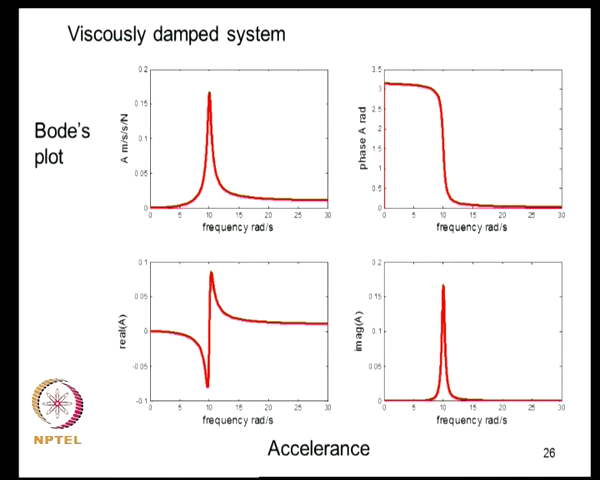 Viscously damped system
Bode's
plot
A m/s/s/N
0.2
0.15
0.1
0.05
0
0 5 10 15 20 25 30
frequency rad/s
phase A rad
3.5
3
2.5
2
1.5
1
0.5
0
0 5 10 15 20 25 30
frequency rad/s
real(A)
0.1
0.05
0
-0.05
-0.1
0 5 10 15 20 25 30
frequency rad/s
imag(A)
0.2
0.15
0.1
0.05
0
0 5 10 15 20 25 30
frequency rad/s
NPTEL
Accelerance
26